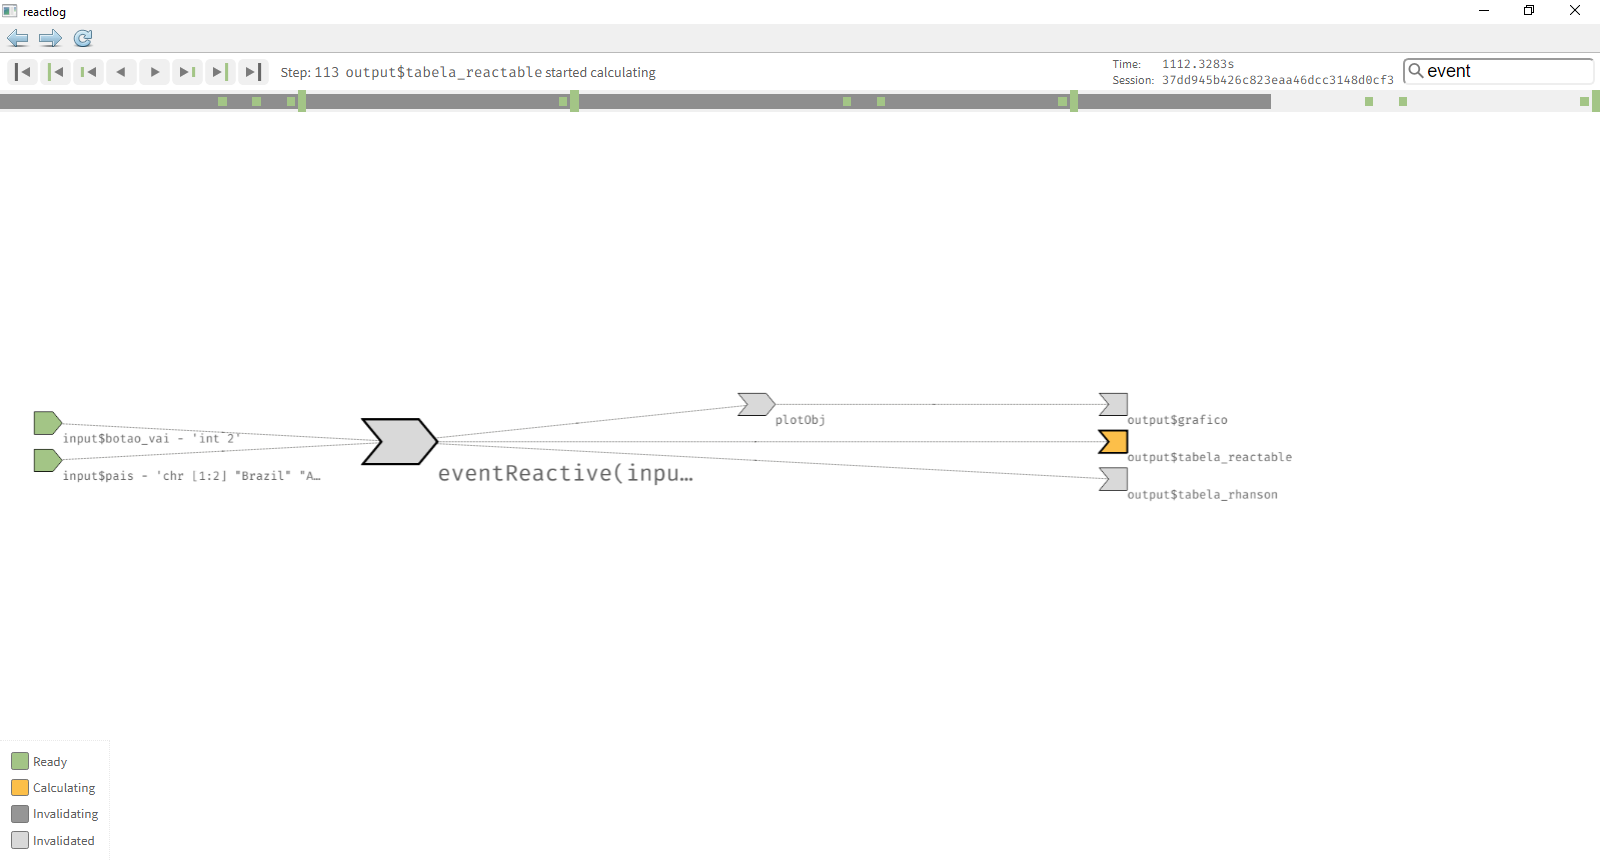 reactlog
Step: 113 output$tabela_reactable started calculating
Time: 1112.3283s
Session: 37dd945b426c823eaa46dcc3148d0cf3
event
input$botao_vai - 'int 2'
input$pais - 'chr [1:2] "Brazil" "A…
eventReactive(inpu…
plotObj
output$grafico
output$tabela_reactable
output$tabela_rhanson
Ready
Calculating
Invalidating
Invalidated